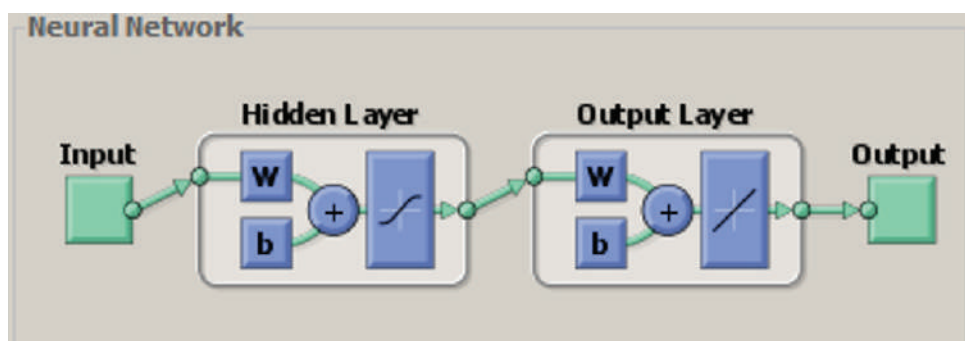 Neural Network
Hidden Layer Output Layer
Input Output
W + W +
b b